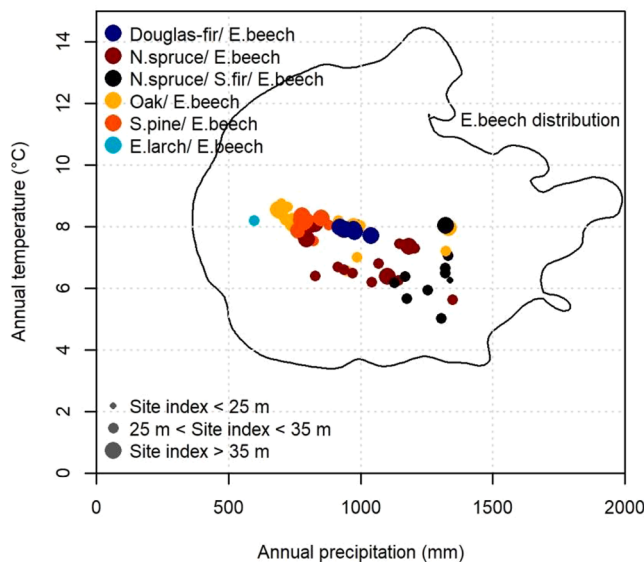 Douglas-fir/ E.beech
N.spruce/ E.beech
N.spruce/ S.fir/ E.beech
Oak/ E.beech
S.pine/ E.beech
E.larch/ E.beech
E.beech distribution
Site index < 25 m
25 m < Site index < 35 m
Site index > 35 m
Annual temperature (°C)
14
12
10
8
6
4
2
0
0 500 1000 1500 2000
Annual precipitation (mm)